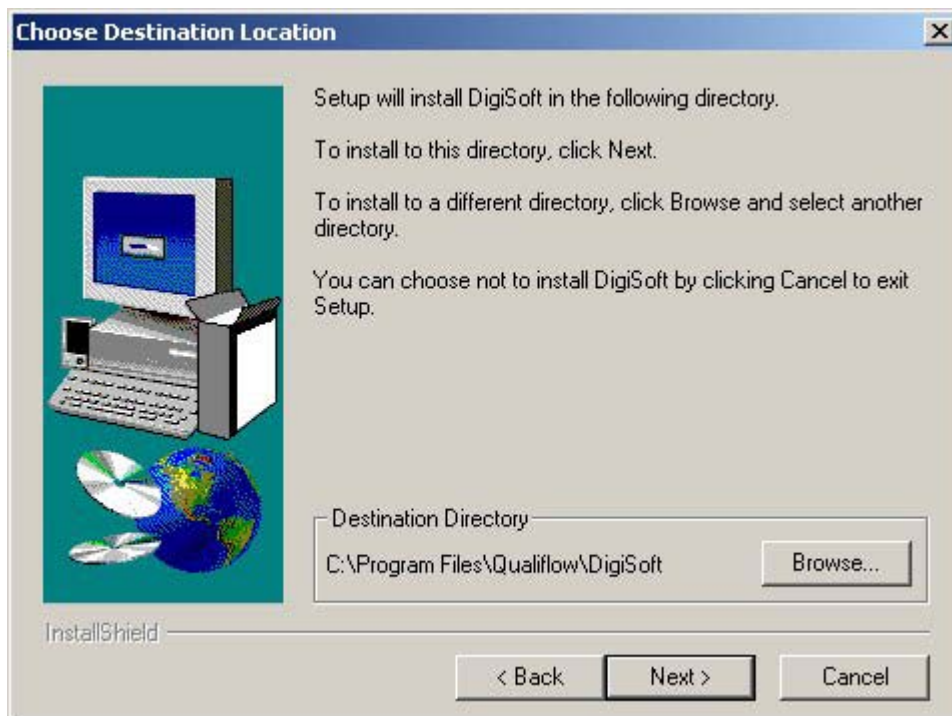 Choose Destination Location
Setup will install DigiSoft in the following directory.
To install to this directory, click Next.
To install to a different directory, click Browse and select another
directory.
You can choose not to install DigiSoft by clicking Cancel to exit
Setup.
Destination Directory
C:\Program Files\Qualiflow\DigiSoft
Browse...
InstallShield
< Back
Next >
Cancel